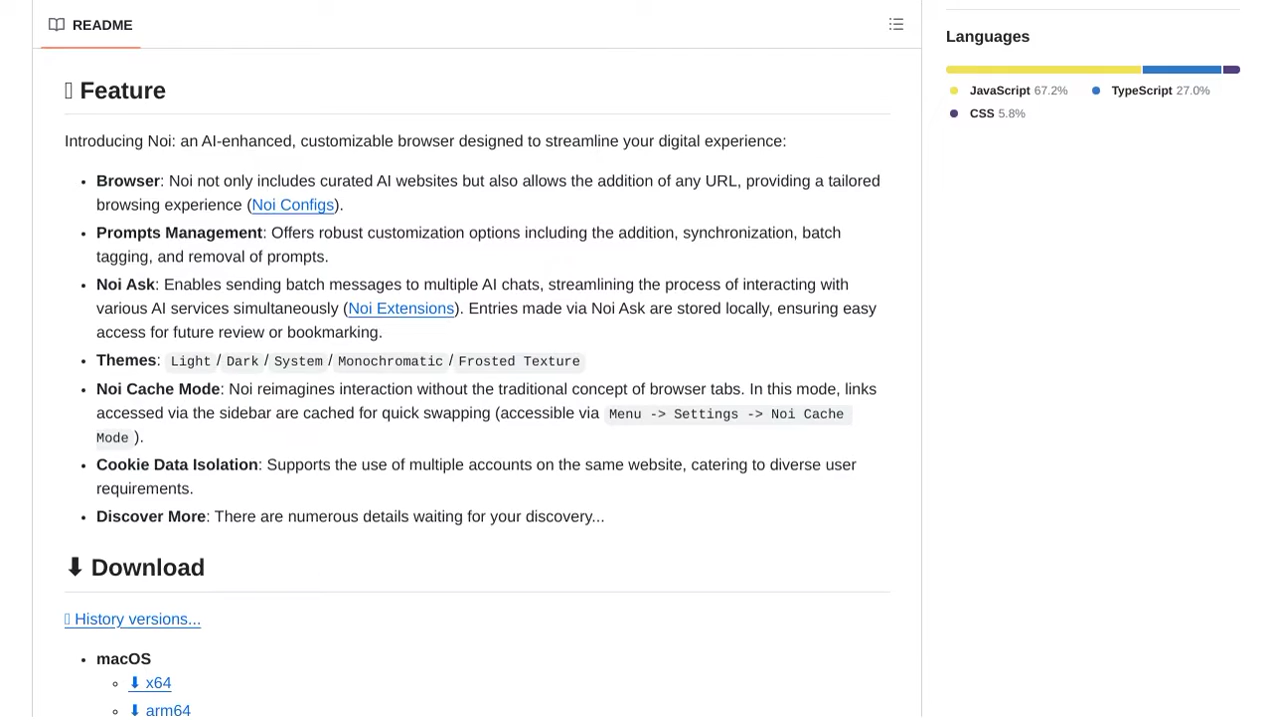 README
Languages
JavaScript 67.2% TypeScript 27.0%
CSS 5.8%
Feature
Introducing Noi: an AI-enhanced, customizable browser designed to streamline your digital experience:
• Browser: Noi not only includes curated AI websites but also allows the addition of any URL, providing a tailored
browsing experience (Noi Configs).
• Prompts Management: Offers robust customization options including the addition, synchronization, batch
tagging, and removal of prompts.
• Noi Ask: Enables sending batch messages to multiple AI chats, streamlining the process of interacting with
various AI services simultaneously (Noi Extensions). Entries made via Noi Ask are stored locally, ensuring easy
access for future review or bookmarking.
• Themes: Light / Dark / System / Monochromatic / Frosted Texture
• Noi Cache Mode: Noi reimagines interaction without the traditional concept of browser tabs. In this mode, links
accessed via the sidebar are cached for quick swapping (accessible via Menu -> Settings -> Noi Cache
Mode ).
• Cookie Data Isolation: Supports the use of multiple accounts on the same website, catering to diverse user
requirements.
• Discover More: There are numerous details waiting for your discovery...
⬇ Download
History versions...
• macOS
◦ ⬇ x64
◦ ⬇ arm64